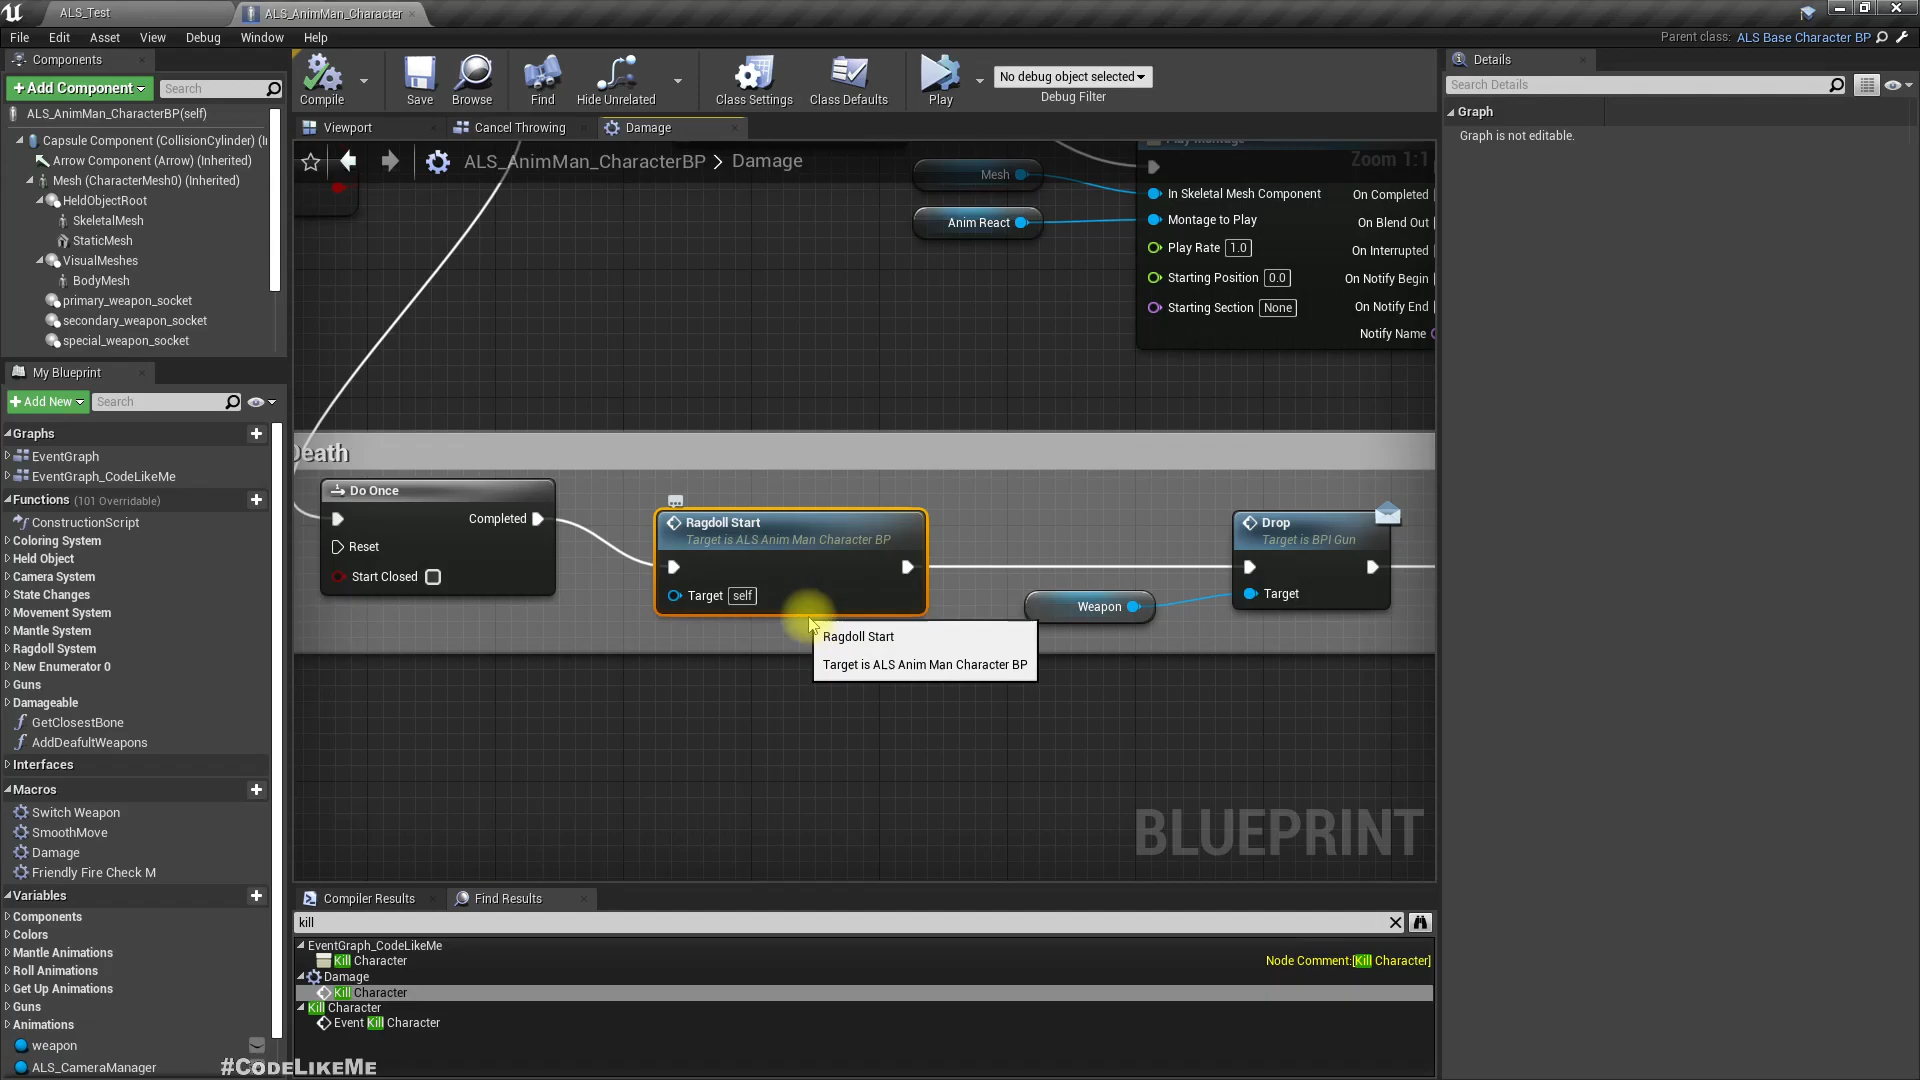 ALS_Test
ALS_AnimMan_Character
File Edit Asset View Debug Window Help
Parent class: ALS Base Character BP
Components
+Add Component
Search
ALS_AnimMan_CharacterBP(self)
Capsule Component (CollisionCylinder) (I
Arrow Component (Arrow) (Inherited)
Mesh (CharacterMesh0) (Inherited)
HeldObjectRoot
SkeletalMesh
StaticMesh
VisualMeshes
BodyMesh
primary_weapon_socket
secondary_weapon_socket
special_weapon_socket
My Blueprint
+Add New
Search
Graphs
EventGraph
EventGraph_CodeLikeMe
Functions (101 Overridable)
ConstructionScript
Coloring System
Held Object
Camera System
State Changes
Movement System
Mantle System
Ragdoll System
New Enumerator 0
Guns
Damageable
GetClosestBone
AddDeafultWeapons
Interfaces
Macros
Switch Weapon
SmoothMove
Damage
Friendly Fire Check M
Variables
Components
Colors
Mantle Animations
Roll Animations
Get Up Animations
Guns
Animations
weapon
ALS_CameraManager
Compile
Save
Browse
Find
Hide Unrelated
Class Settings
Class Defaults
Play
No debug object selected
Debug Filter
Viewport
Cancel Throwing
Damage
ALS_AnimMan_CharacterBP > Damage
Zoom 1:1
Play Montage
Mesh
Anim React
In Skeletal Mesh Component
Montage to Play
Play Rate 1.0
Starting Position 0.0
Starting Section None
On Completed
On Blend Out
On Interrupted
On Notify Begin
On Notify End
Notify Name
Death
Do Once
Completed
Reset
Start Closed
Ragdoll Start
Target is ALS Anim Man Character BP
Target self
Ragdoll Start
Target is ALS Anim Man Character BP
Weapon
Drop
Target is BPI Gun
Target
BLUEPRINT
Compiler Results
Find Results
kill
EventGraph_CodeLikeMe
Kill Character
Node Comment:[Kill Character]
Damage
Kill Character
Kill Character
Event Kill Character
Details
Search Details
Graph
Graph is not editable.
#CodeLikeMe